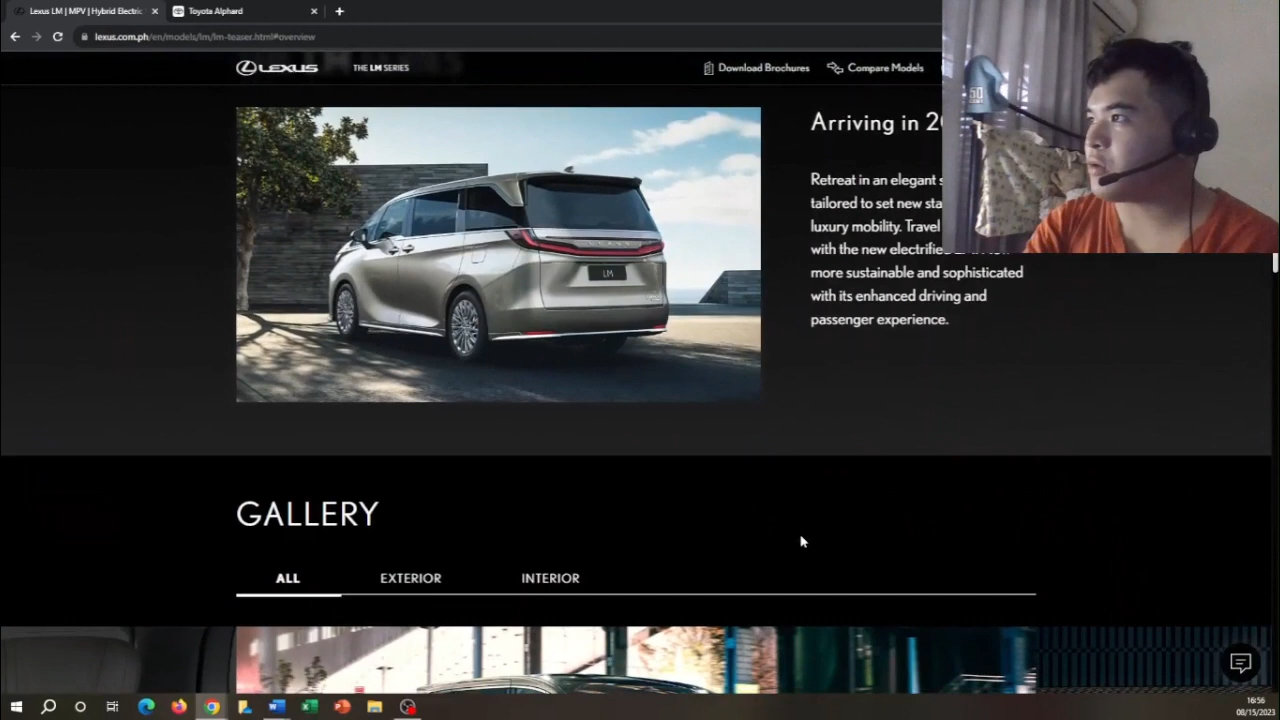 Lexus LM | MPV | Hybrid Electric
Toyota Alphard
lexus.com.ph/en/models/lm/lm-teaser.html#overview
LEXUS
THE LM SERIES
Download Brochures
Compare Models
Arriving in 2
Retreat in an elegant s
tailored to set new sta
luxury mobility. Travel
with the new electrified
more sustainable and sophisticated
with its enhanced driving and
passenger experience.
LEXUS
LM
GALLERY
ALL
EXTERIOR
INTERIOR
16:56
08/15/2023